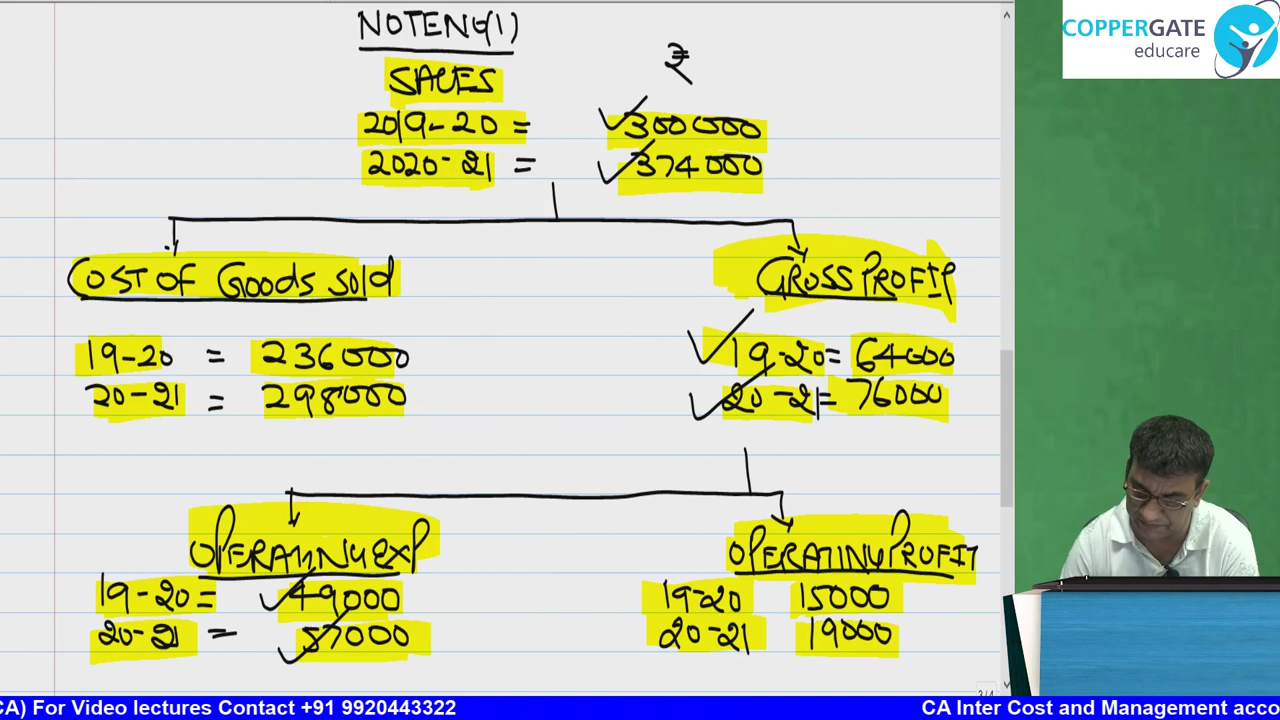 NOTENO(1)
SALES
₹
2019-20 = 300000
2020-21 = 374000
COST OF Goods sold
GROSS PROFIT
19-20 = 236000
20-21 = 298000
19-20= 64000
20-21= 76000
OPERATING EXP
OPERATING PROFIT
19-20= 49000
20-21 = 57000
19-20 15000
20-21 19000
COPPERGATE
educare
3/4
CA) For Video lectures Contact +91 9920443322
CA Inter Cost and Management acco